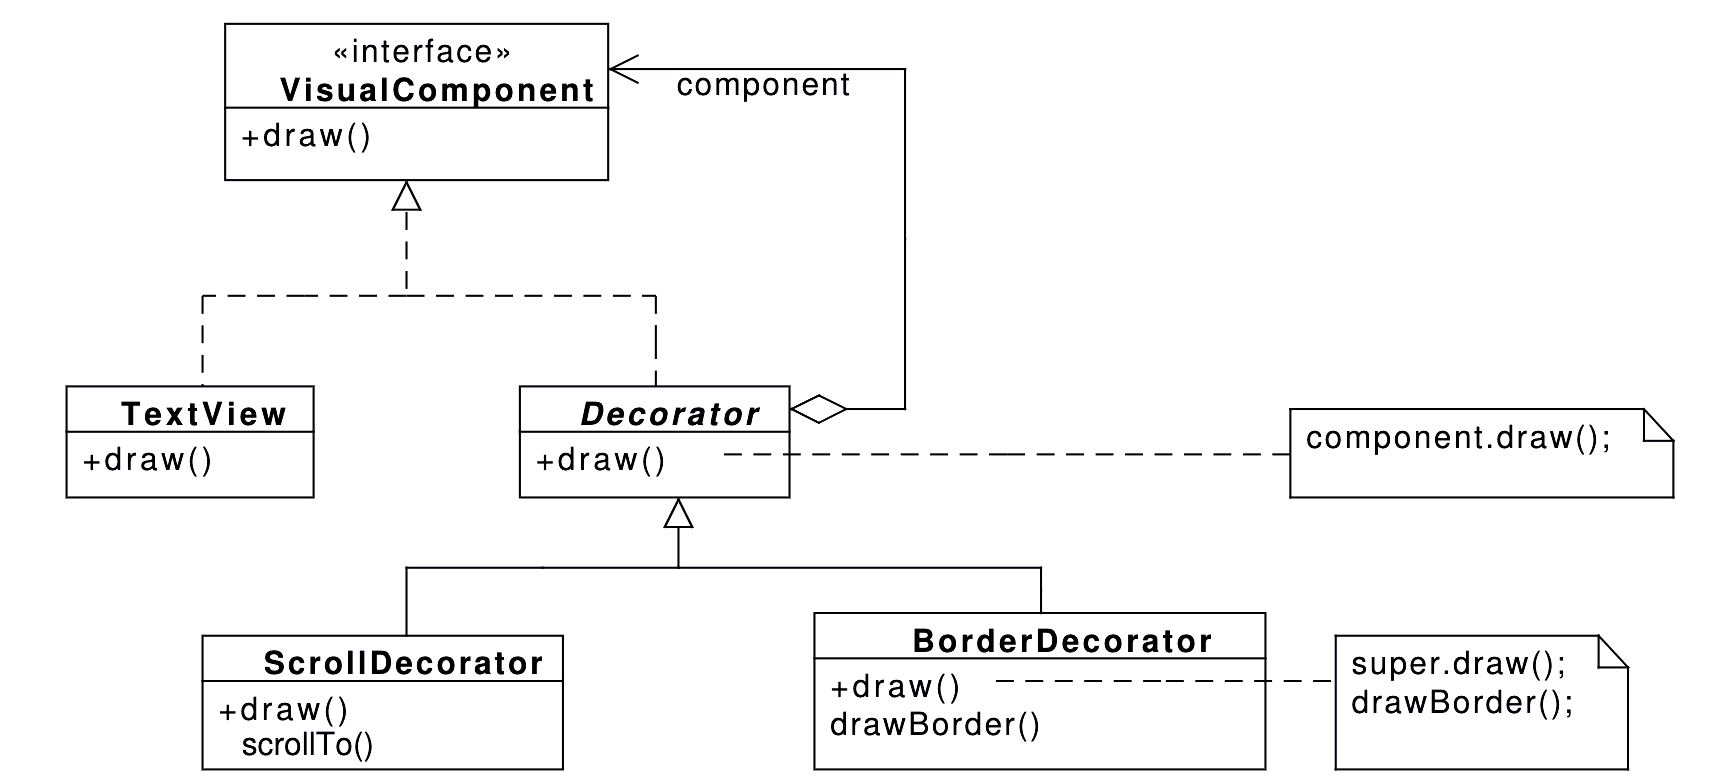 «interface»
VisualComponent
+draw()
component
TextView
+draw()
Decorator
+draw()
component.draw();
ScrollDecorator
+draw()
scrollTo()
BorderDecorator
+draw()
drawBorder()
super.draw();
drawBorder();